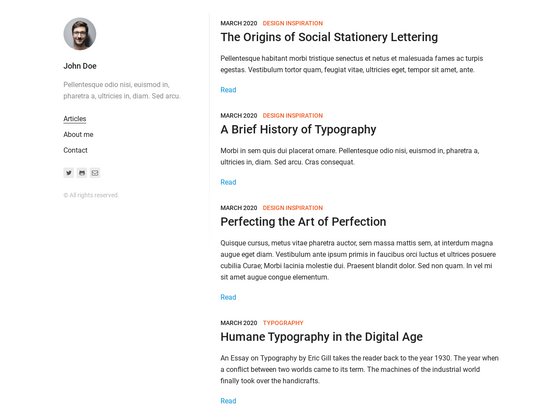 John Doe
Pellentesque odio nisi, euismod in,
pharetra a, ultricies in, diam. Sed arcu.
Articles
About me
Contact
© All rights reserved.
MARCH 2020 DESIGN INSPIRATION
The Origins of Social Stationery Lettering
Pellentesque habitant morbi tristique senectus et netus et malesuada fames ac turpis
egestas. Vestibulum tortor quam, feugiat vitae, ultricies eget, tempor sit amet, ante.
Read
MARCH 2020 DESIGN INSPIRATION
A Brief History of Typography
Morbi in sem quis dui placerat ornare. Pellentesque odio nisi, euismod in, pharetra a,
ultricies in, diam. Sed arcu. Cras consequat.
Read
MARCH 2020 DESIGN INSPIRATION
Perfecting the Art of Perfection
Quisque cursus, metus vitae pharetra auctor, sem massa mattis sem, at interdum magna
augue eget diam. Vestibulum ante ipsum primis in faucibus orci luctus et ultrices posuere
cubilia Curae; Morbi lacinia molestie dui. Praesent blandit dolor. Sed non quam. In vel mi
sit amet augue congue elementum.
Read
MARCH 2020 TYPOGRAPHY
Humane Typography in the Digital Age
An Essay on Typography by Eric Gill takes the reader back to the year 1930. The year when
a conflict between two worlds came to its term. The machines of the industrial world
finally took over the handicrafts.
Read